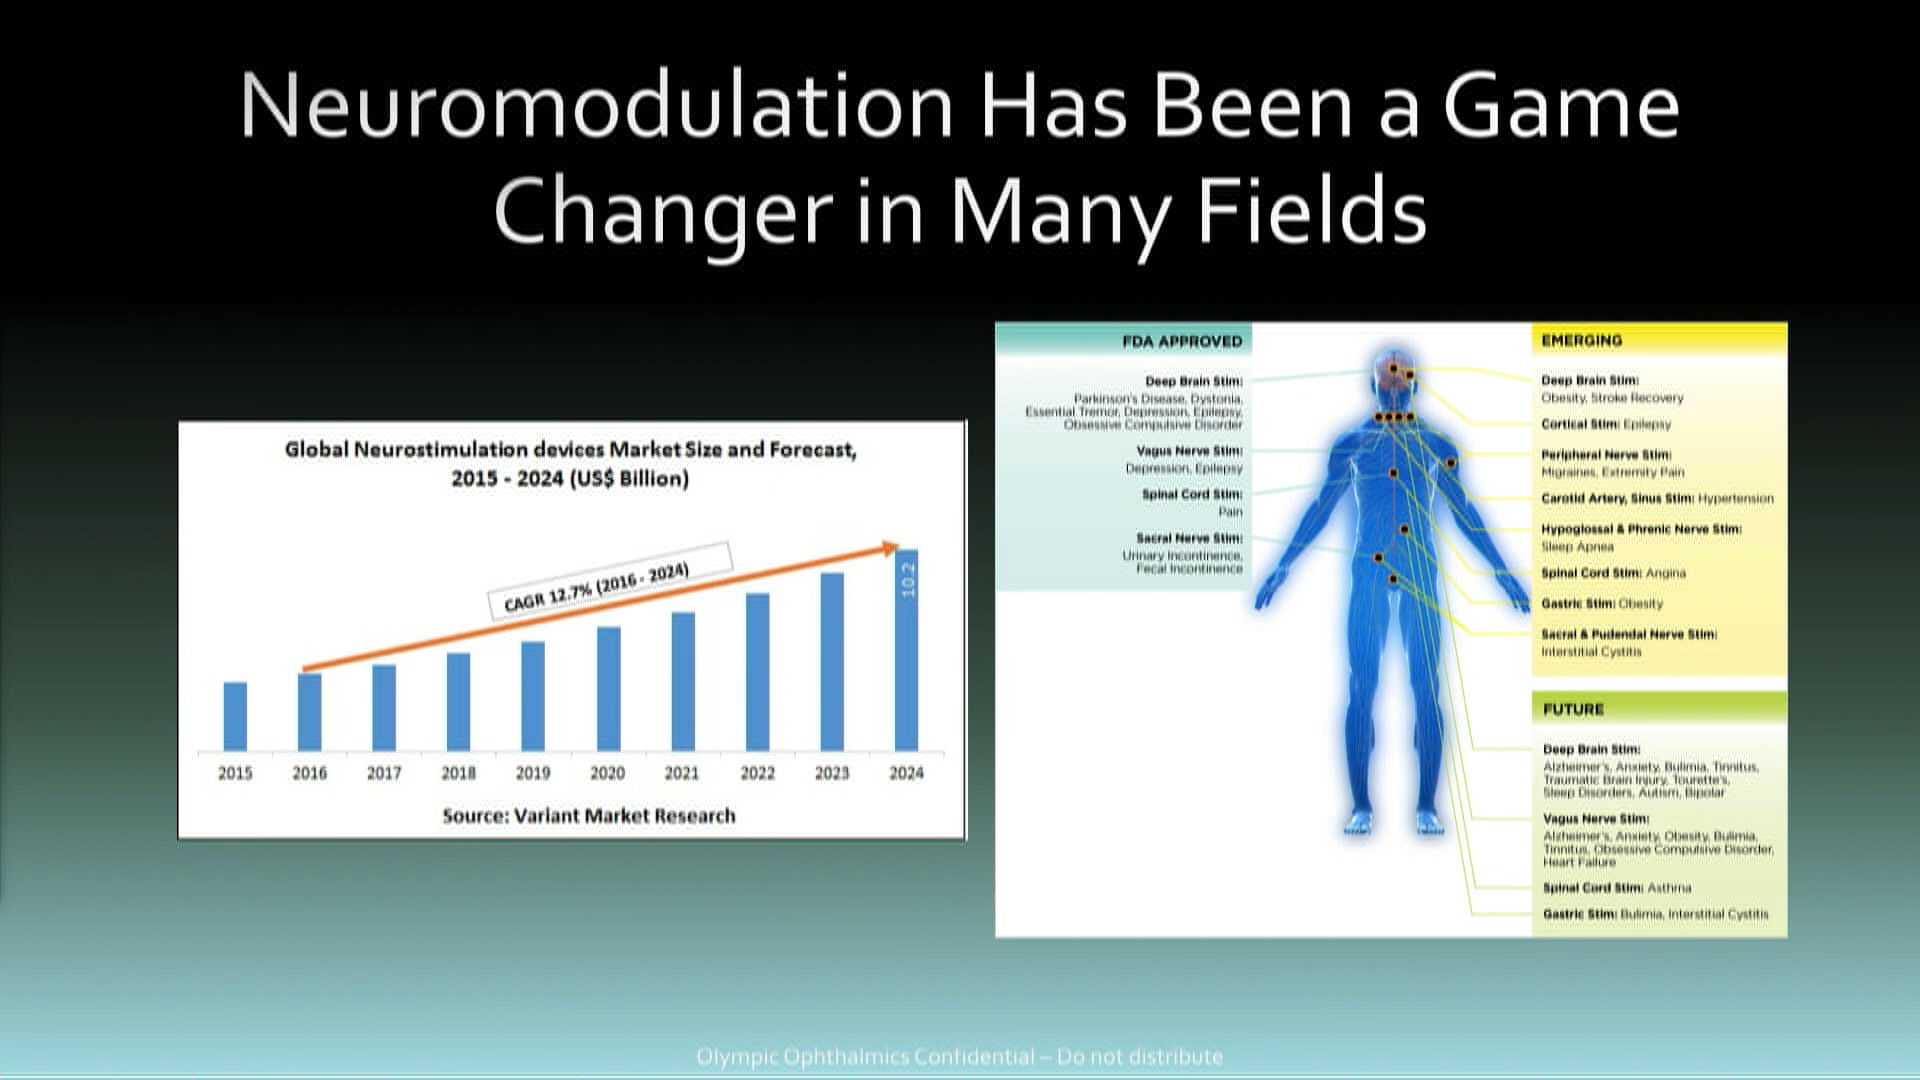 Neuromodulation Has Been a Game
Changer in Many Fields
Global Neurostimulation devices Market Size and Forecast,
2015 - 2024 (US$ Billion)
CAGR 12.7% (2016 - 2024)
10.2
2015 2016 2017 2018 2019 2020 2021 2022 2023 2024
Source: Variant Market Research
FDA APPROVED
Deep Brain Stim:
Parkinson's Disease, Dystonia,
Essential Tremor, Depression, Epilepsy,
Obsessive Compulsive Disorder
Vagus Nerve Stim:
Depression, Epilepsy
Spinal Cord Stim:
Pain
Sacral Nerve Stim:
Urinary Incontinence,
Fecal Incontinence
EMERGING
Deep Brain Stim:
Obesity, Stroke Recovery
Cortical Stim: Epilepsy
Peripheral Nerve Stim:
Migraines, Extremity Pain
Carotid Artery, Sinus Stim: Hypertension
Hypoglossal & Phrenic Nerve Stim:
Sleep Apnea
Spinal Cord Stim: Angina
Gastric Stim: Obesity
Sacral & Pudendal Nerve Stim:
Interstitial Cystitis
FUTURE
Deep Brain Stim:
Alzheimer's, Anxiety, Bulimia, Tinnitus,
Traumatic Brain Injury, Tourette's,
Sleep Disorders, Autism, Bipolar
Vagus Nerve Stim:
Alzheimer's, Anxiety, Obesity, Bulimia,
Tinnitus, Obsessive Compulsive Disorder,
Heart Failure
Spinal Cord Stim: Asthma
Gastric Stim: Bulimia, Interstitial Cystitis
Olympic Ophthalmics Confidential – Do not distribute